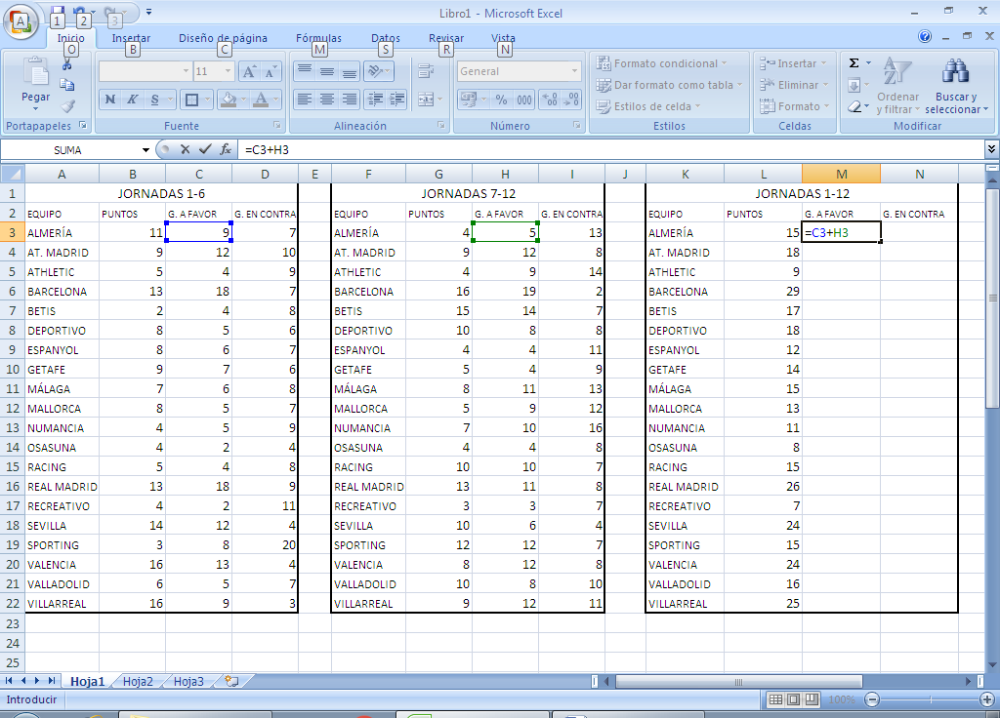 Libro1 - Microsoft Excel
A 1 2 3
Inicio Insertar Diseño de página Fórmulas Datos Revisar Vista
O B C M S R N
Pegar
11 A A
General
Formato condicional
Dar formato como tabla
Estilos de celda
Insertar
Eliminar
Formato
Σ
Ordenar y filtrar
Buscar y seleccionar
N K S
A
% 000
Portapapeles Fuente Alineación Número Estilos Celdas Modificar
SUMA fx =C3+H3
A B C D E F G H I J K L M N
1 JORNADAS 1-6 JORNADAS 7-12 JORNADAS 1-12
2 EQUIPO PUNTOS G. A FAVOR G. EN CONTRA EQUIPO PUNTOS G. A FAVOR G. EN CONTRA EQUIPO PUNTOS G. A FAVOR G. EN CONTRA
3 ALMERÍA 11 9 7 ALMERÍA 4 5 13 ALMERÍA 15 =C3+H3
4 AT. MADRID 9 12 10 AT. MADRID 9 12 8 AT. MADRID 18
5 ATHLETIC 5 4 9 ATHLETIC 4 9 14 ATHLETIC 9
6 BARCELONA 13 18 7 BARCELONA 16 19 2 BARCELONA 29
7 BETIS 2 4 8 BETIS 15 14 7 BETIS 17
8 DEPORTIVO 8 5 6 DEPORTIVO 10 8 8 DEPORTIVO 18
9 ESPANYOL 8 6 7 ESPANYOL 4 4 11 ESPANYOL 12
10 GETAFE 9 7 6 GETAFE 5 4 9 GETAFE 14
11 MÁLAGA 7 6 8 MÁLAGA 8 11 13 MÁLAGA 15
12 MALLORCA 8 5 7 MALLORCA 5 9 12 MALLORCA 13
13 NUMANCIA 4 5 9 NUMANCIA 7 10 16 NUMANCIA 11
14 OSASUNA 4 2 4 OSASUNA 4 4 8 OSASUNA 8
15 RACING 5 4 8 RACING 10 10 7 RACING 15
16 REAL MADRID 13 18 9 REAL MADRID 13 11 8 REAL MADRID 26
17 RECREATIVO 4 2 11 RECREATIVO 3 3 7 RECREATIVO 7
18 SEVILLA 14 12 4 SEVILLA 10 6 4 SEVILLA 24
19 SPORTING 3 8 20 SPORTING 12 12 7 SPORTING 15
20 VALENCIA 16 13 4 VALENCIA 8 12 8 VALENCIA 24
21 VALLADOLID 6 5 7 VALLADOLID 10 8 10 VALLADOLID 16
22 VILLARREAL 16 9 3 VILLARREAL 9 12 11 VILLARREAL 25
23
24
25
Hoja1 Hoja2 Hoja3
Introducir 100%